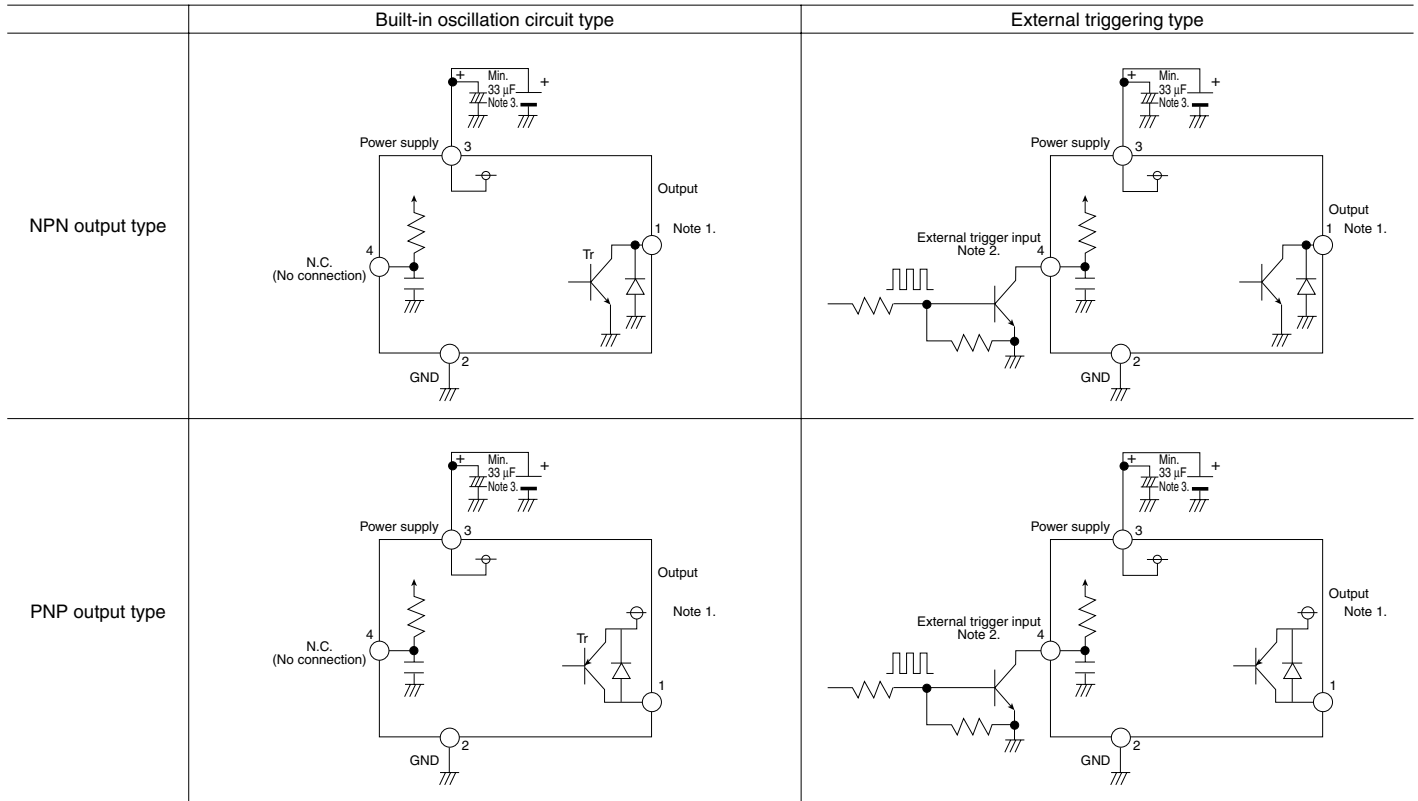 Built-in oscillation circuit type
External triggering type
NPN output type
+
Min.
33 µF
Note 3.
+
Power supply
3
Output
1
Note 1.
Tr
4
N.C.
(No connection)
2
GND
+
Min.
33 µF
Note 3.
+
Power supply
3
Output
1
Note 1.
External trigger input
Note 2.
4
2
GND
PNP output type
+
Min.
33 µF
Note 3.
+
Power supply
3
Output
Note 1.
Tr
4
N.C.
(No connection)
1
2
GND
+
Min.
33 µF
Note 3.
+
Power supply
3
Output
Note 1.
External trigger input
Note 2.
4
1
2
GND